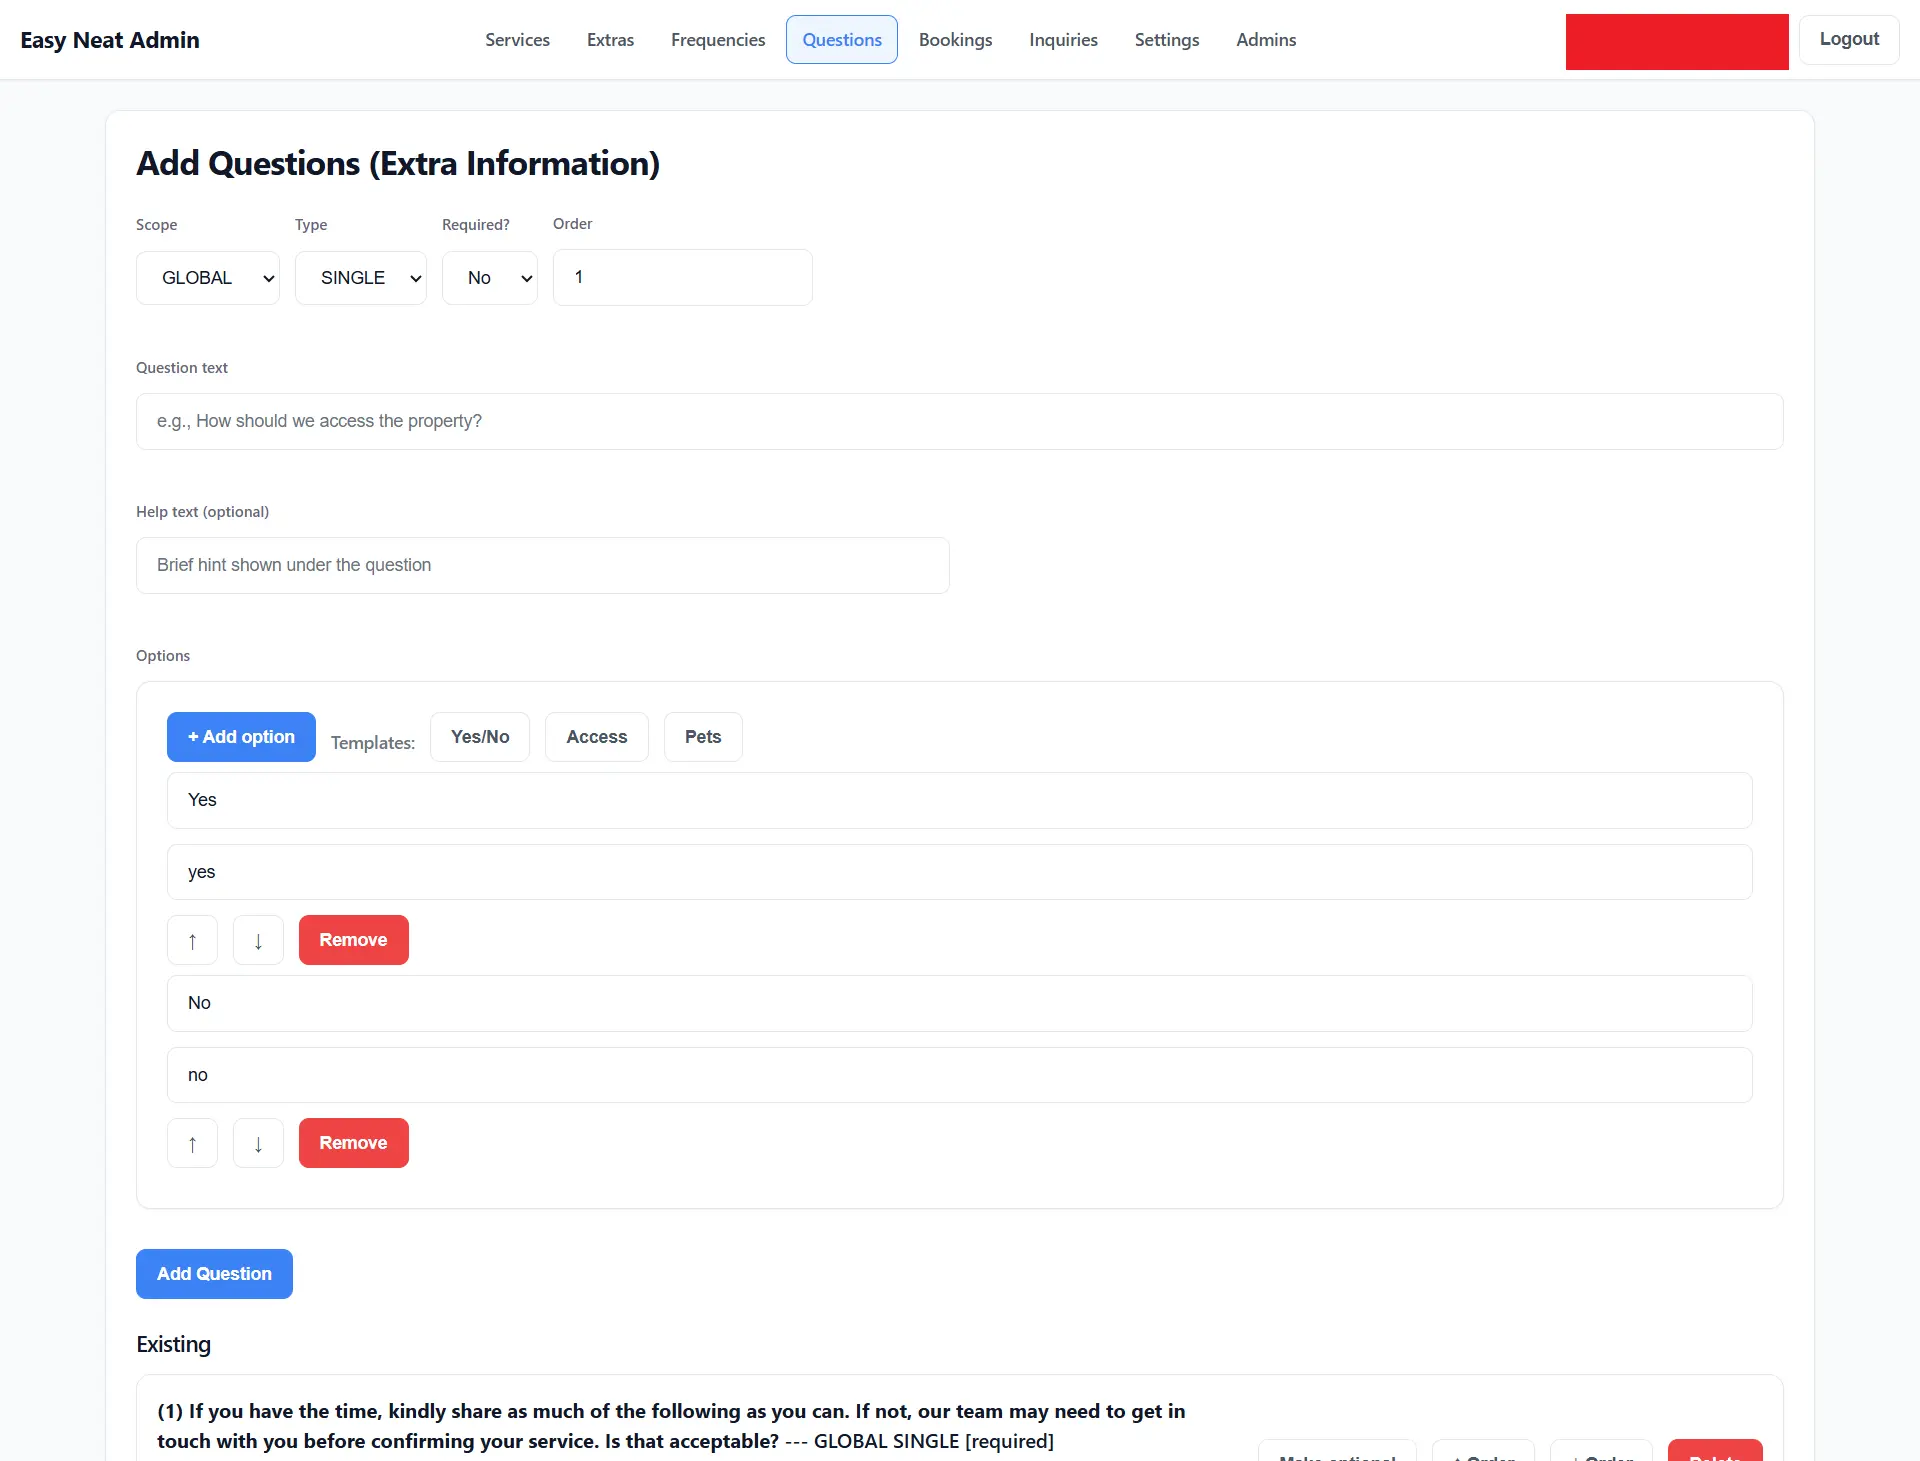 Easy Neat Admin
Services Extras Frequencies Questions Bookings Inquiries Settings Admins
Logout
Add Questions (Extra Information)
Scope Type Required? Order
GLOBAL SINGLE No 1
Question text
e.g., How should we access the property?
Help text (optional)
Brief hint shown under the question
Options
+ Add option Templates: Yes/No Access Pets
Yes
yes
↑ ↓ Remove
No
no
↑ ↓ Remove
Add Question
Existing
(1) If you have the time, kindly share as much of the following as you can. If not, our team may need to get in
touch with you before confirming your service. Is that acceptable? --- GLOBAL SINGLE [required]
Make optional ↑ Order ↓ Order Delete